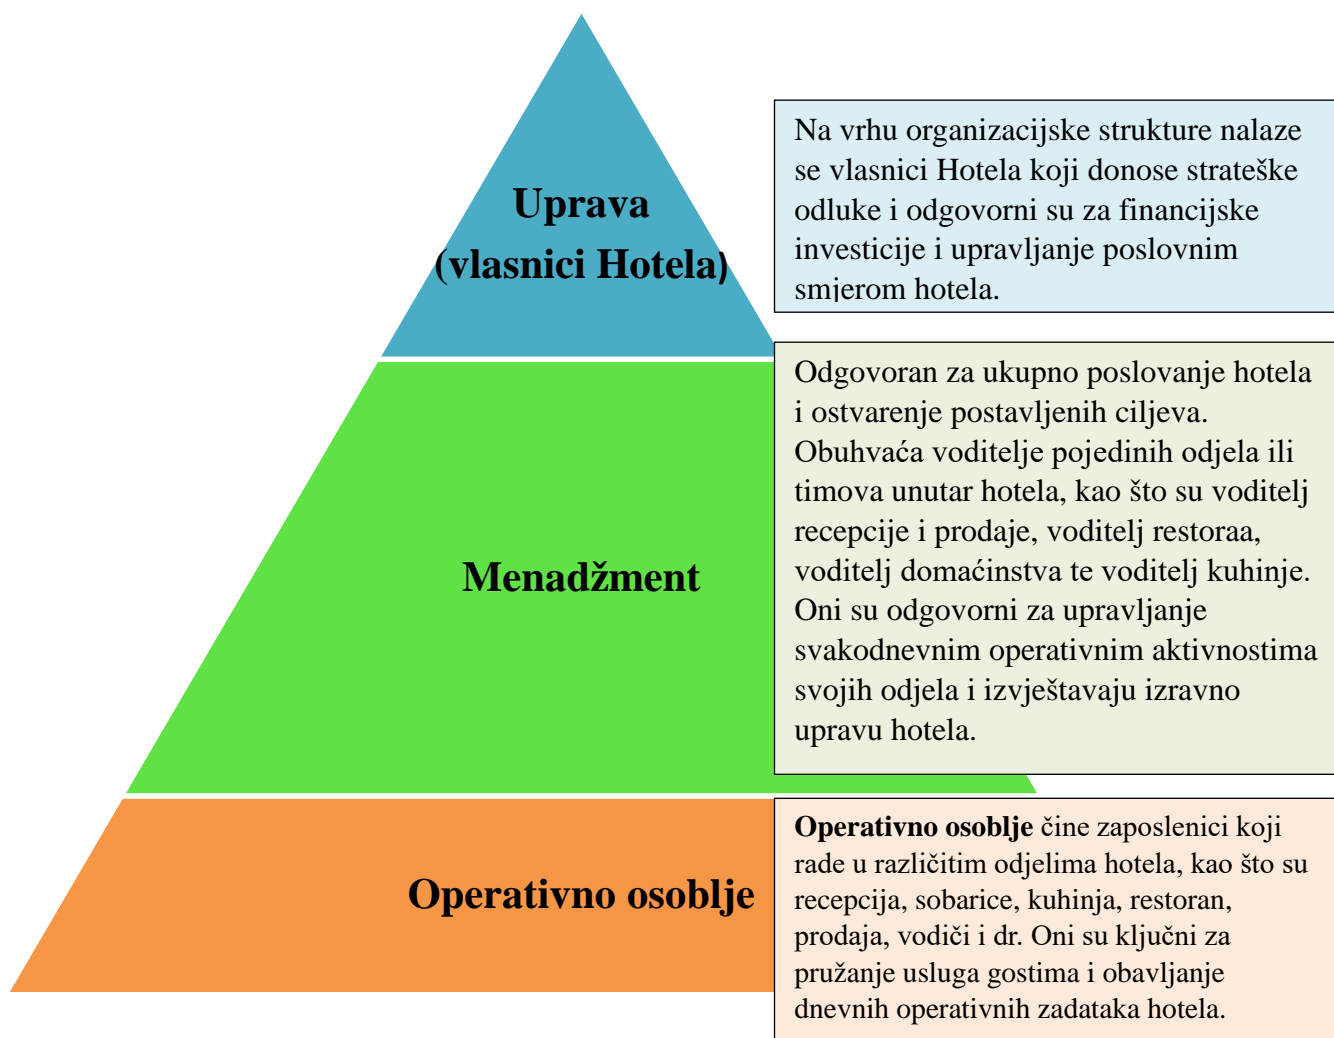 Uprava
(vlasnici Hotela)
Na vrhu organizacijske strukture nalaze
se vlasnici Hotela koji donose strateške
odluke i odgovorni su za financijske
investicije i upravljanje poslovnim
smjerom hotela.
Menadžment
Odgovoran za ukupno poslovanje hotela
i ostvarenje postavljenih ciljeva.
Obuhvaća voditelje pojedinih odjela ili
timova unutar hotela, kao što su voditelj
recepcije i prodaje, voditelj restoraa,
voditelj domaćinstva te voditelj kuhinje.
Oni su odgovorni za upravljanje
svakodnevnim operativnim aktivnostima
svojih odjela i izvještavaju izravno
upravu hotela.
Operativno osoblje
Operativno osoblje čine zaposlenici koji
rade u različitim odjelima hotela, kao što su
recepcija, sobarice, kuhinja, restoran,
prodaja, vodiči i dr. Oni su ključni za
pružanje usluga gostima i obavljanje
dnevnih operativnih zadataka hotela.